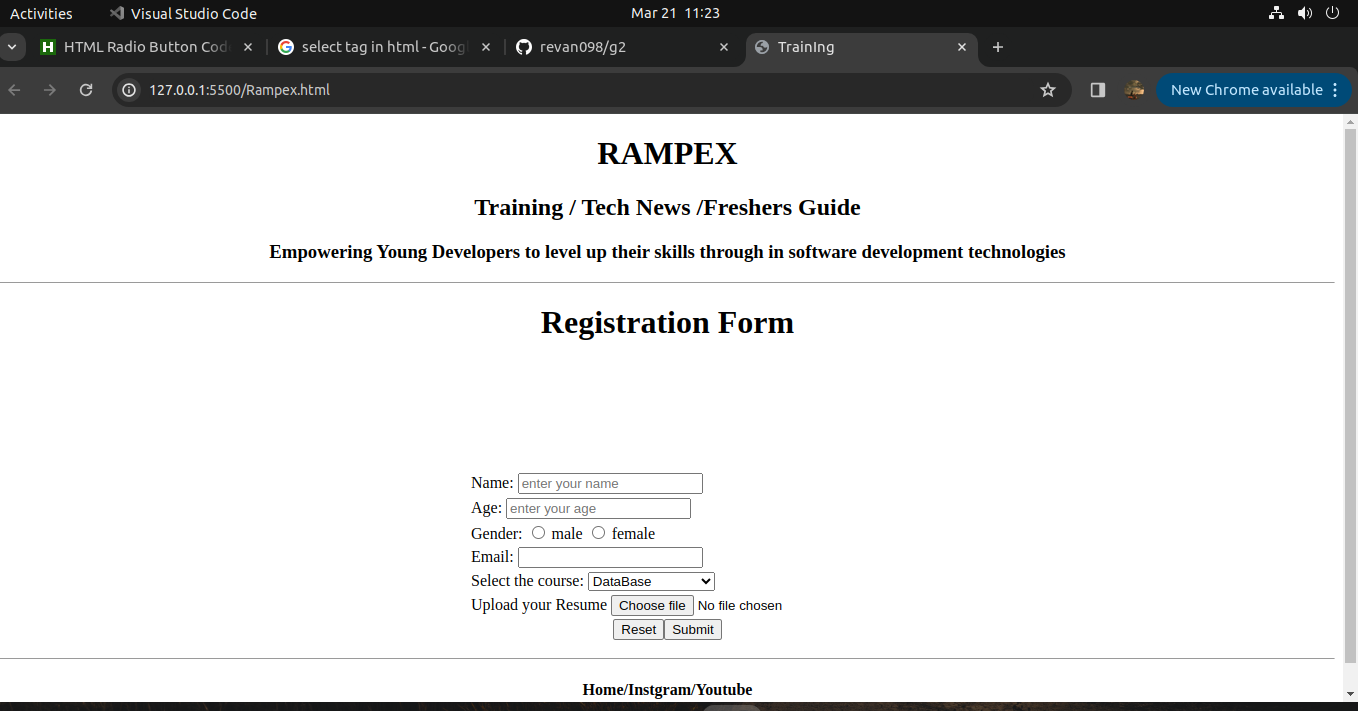 Activities Visual Studio Code Mar 21 11:23
HTML Radio Button Cod select tag in html - Goog revan098/g2 TrainIng
127.0.0.1:5500/Rampex.html New Chrome available
RAMPEX
Training / Tech News /Freshers Guide
Empowering Young Developers to level up their skills through in software development technologies
Registration Form
Name: enter your name
Age: enter your age
Gender: male female
Email:
Select the course: DataBase
Upload your Resume Choose file No file chosen
Reset Submit
Home/Instgram/Youtube